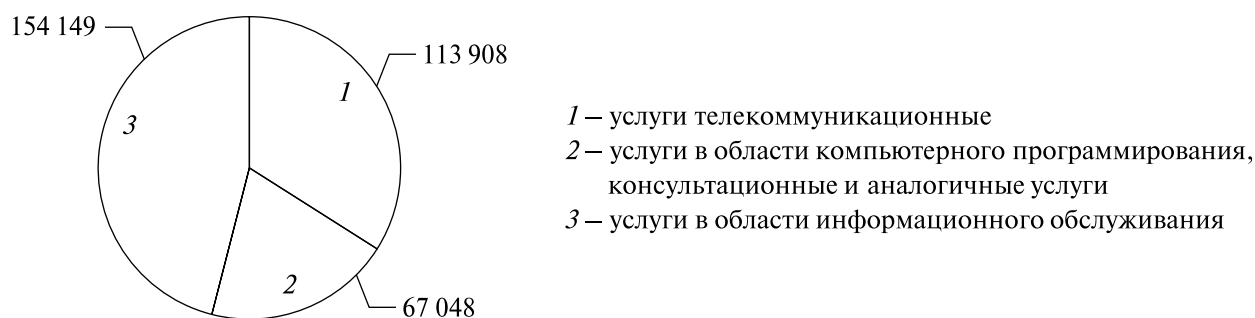 154 149
113 908
1
3
2
67 048
1 – услуги телекоммуникационные
2 – услуги в области компьютерного программирования,
консультационные и аналогичные услуги
3 – услуги в области информационного обслуживания